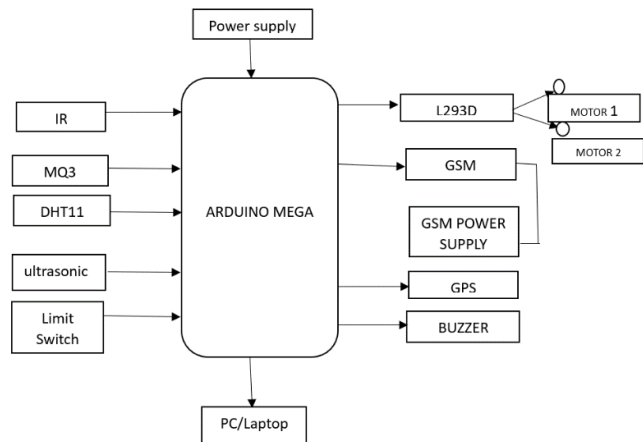 Power supply
IR
MQ3
DHT11
ultrasonic
Limit
Switch
ARDUINO MEGA
L293D
MOTOR 1
MOTOR 2
GSM
GSM POWER
SUPPLY
GPS
BUZZER
PC/Laptop